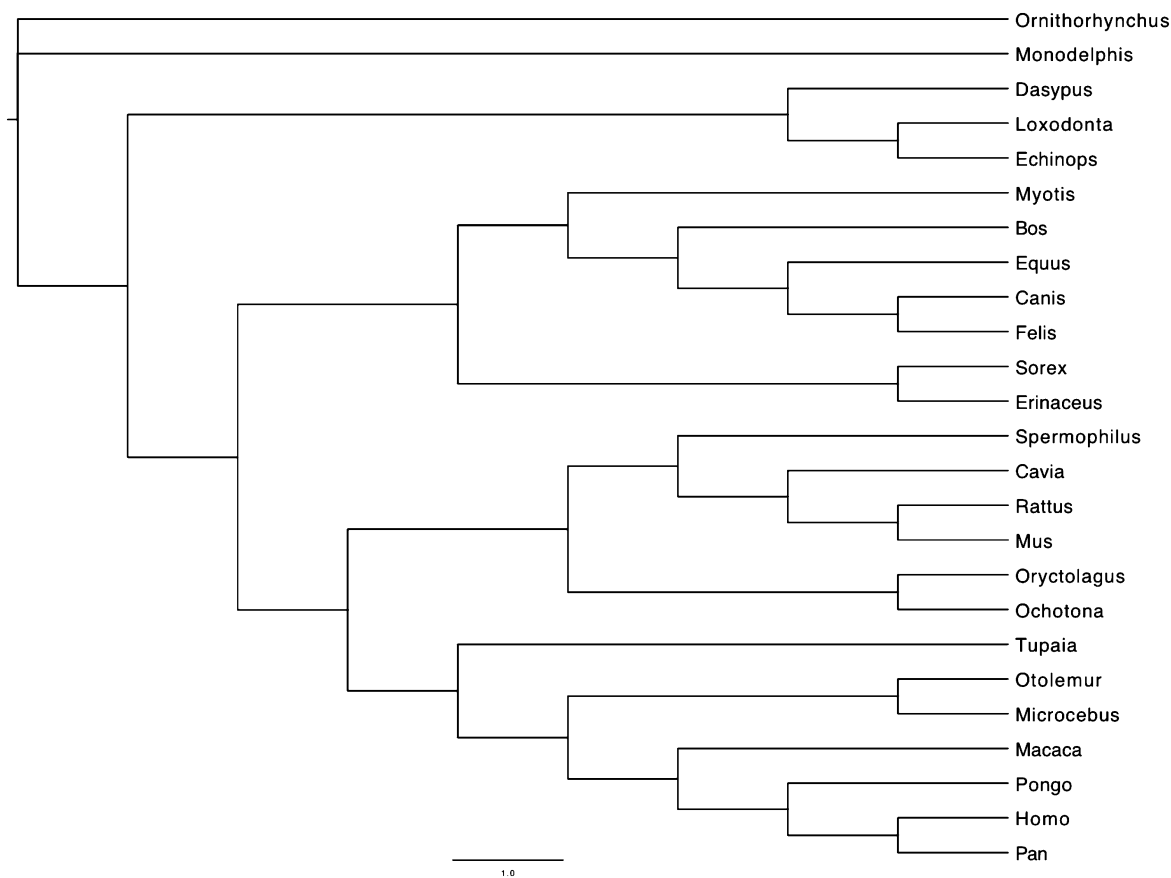 Ornithorhynchus
Monodelphis
Dasypus
Loxodonta
Echinops
Myotis
Bos
Equus
Canis
Felis
Sorex
Erinaceus
Spermophilus
Cavia
Rattus
Mus
Oryctolagus
Ochotona
Tupaia
Otolemur
Microcebus
Macaca
Pongo
Homo
Pan
1.0